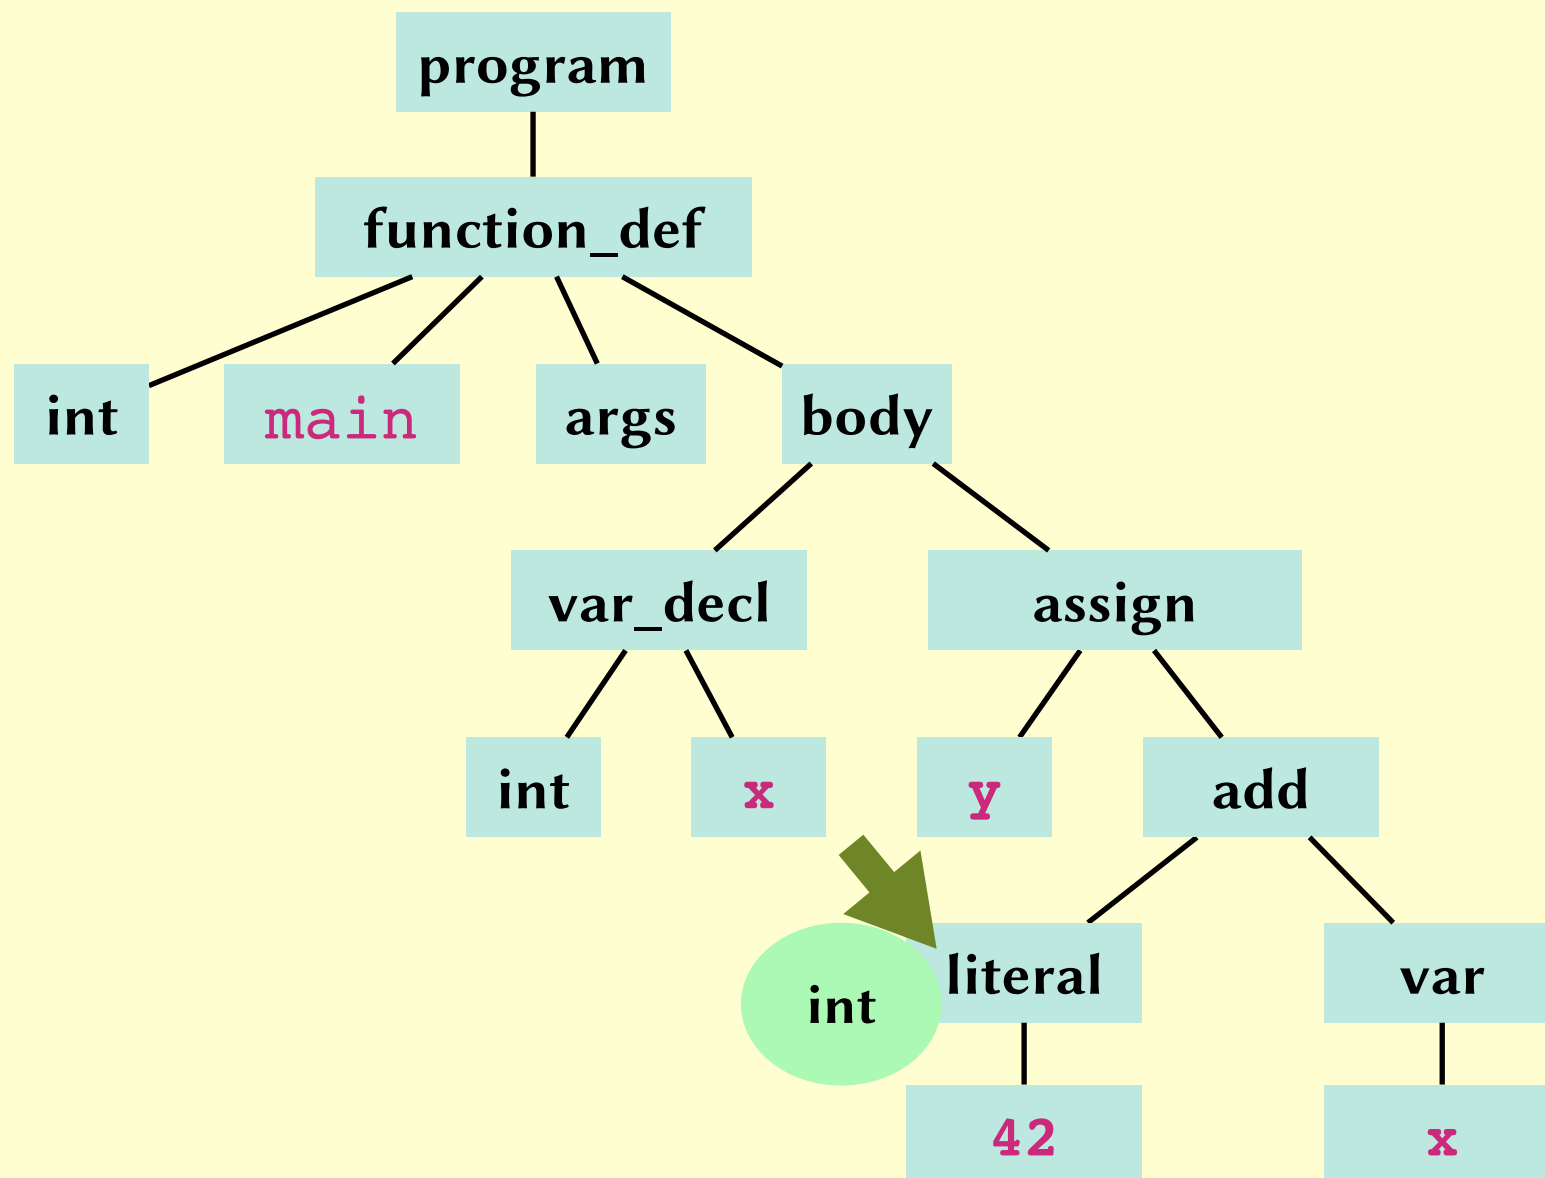 program
function_def
int main args body
var_decl assign
int x y add
literal var
int
42 x